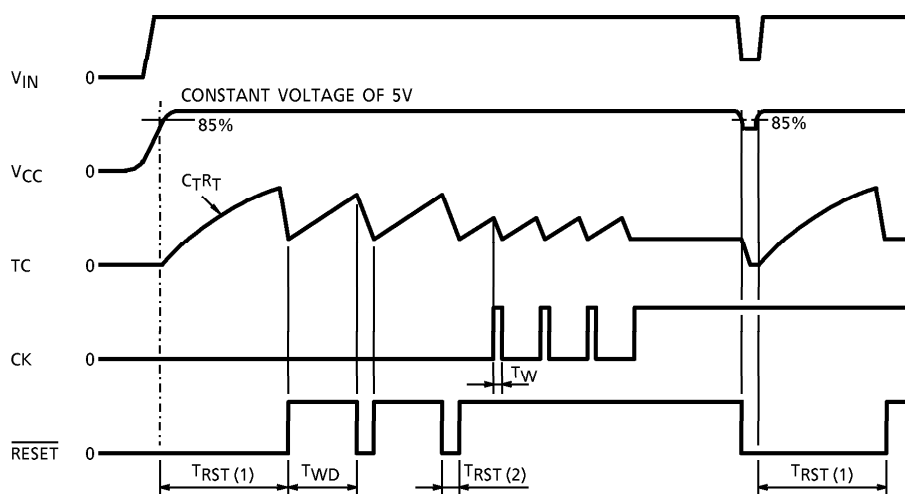 VIN 0
CONSTANT VOLTAGE OF 5V
85% 85%
VCC 0
CTRT
TC 0
CK 0
TW
RESET 0
TRST (1) TWD TRST (2) TRST (1)